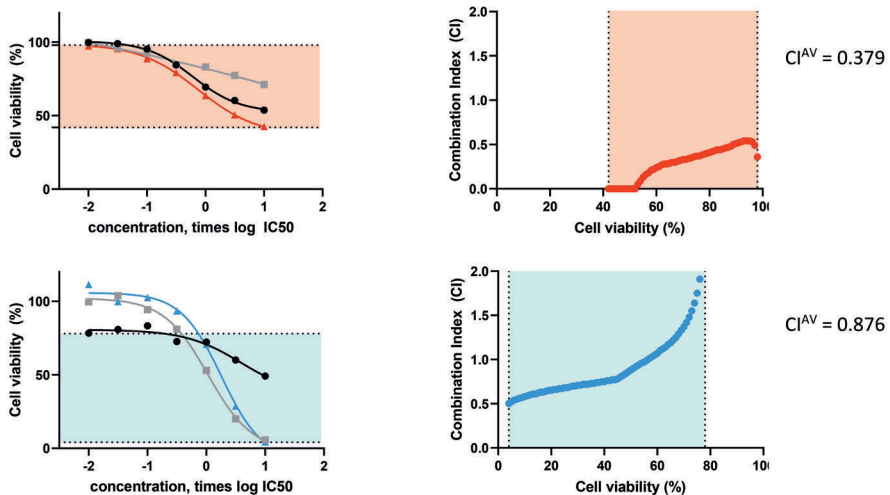 Cell viability (%)
100
50
0
-2 -1 0 1 2
concentration, times log IC50
Combination Index (CI)
2.0
1.5
1.0
0.5
0.0
0 20 40 60 80
Cell viability (%)
CI^AV = 0.379
Cell viability (%)
100
50
0
-2 -1 0 1 2
concentration, times log IC50
Combination Index (CI)
2.0
1.5
1.0
0.5
0.0
0 20 40 60 80
Cell viability (%)
CI^AV = 0.876